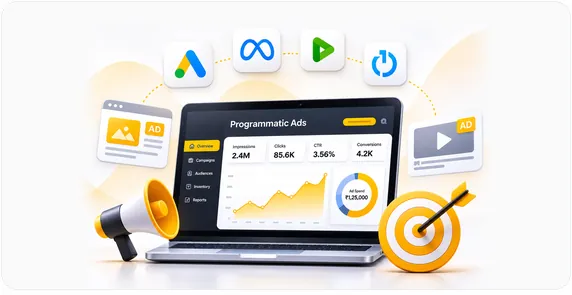 AD
AD
Programmatic Ads
Overview
Campaigns
Audiences
Inventory
Reports
Impressions
2.4M
Clicks
85.6K
CTR
3.56%
Conversions
4.2K
Ad Spend
₹1,25,000